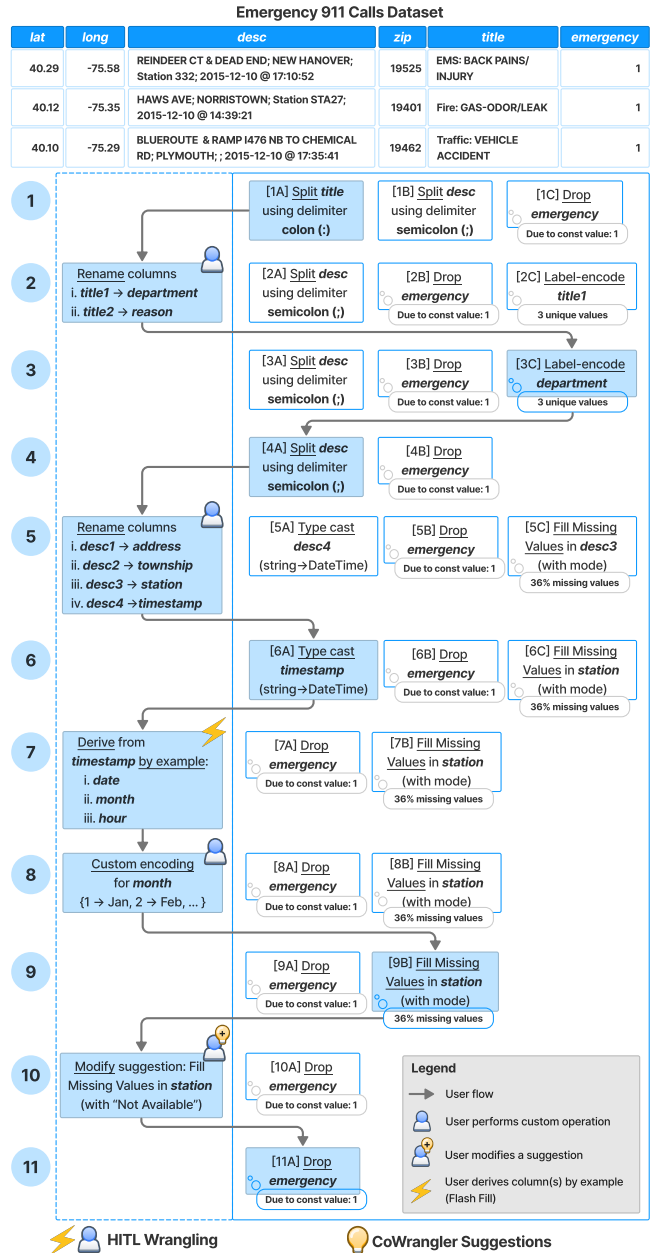 Emergency 911 Calls Dataset
lat long desc zip title emergency
40.29 -75.58 REINDEER CT & DEAD END; NEW HANOVER; 19525 EMS: BACK PAINS/ 1
Station 332; 2015-12-10 @ 17:10:52 INJURY
40.12 -75.35 HAWS AVE; NORRISTOWN; Station STA27; 19401 Fire: GAS-ODOR/LEAK 1
2015-12-10 @ 14:39:21
40.10 -75.29 BLUEROUTE & RAMP I476 NB TO CHEMICAL 19462 Traffic: VEHICLE 1
RD; PLYMOUTH; ; 2015-12-10 @ 17:35:41 ACCIDENT
1
[1A] Split title
using delimiter
colon (:)
[1B] Split desc
using delimiter
semicolon (;)
[1C] Drop
emergency
Due to const value: 1
2
Rename columns
i. title1 → department
ii. title2 → reason
[2A] Split desc
using delimiter
semicolon (;)
[2B] Drop
emergency
Due to const value: 1
[2C] Label-encode
title1
3 unique values
3
[3A] Split desc
using delimiter
semicolon (;)
[3B] Drop
emergency
Due to const value: 1
[3C] Label-encode
department
3 unique values
4
[4A] Split desc
using delimiter
semicolon (;)
[4B] Drop
emergency
Due to const value: 1
5
Rename columns
i. desc1 → address
ii. desc2 → township
iii. desc3 → station
iv. desc4 →timestamp
[5A] Type cast
desc4
(string→DateTime)
[5B] Drop
emergency
Due to const value: 1
[5C] Fill Missing
Values in desc3
(with mode)
36% missing values
6
[6A] Type cast
timestamp
(string→DateTime)
[6B] Drop
emergency
Due to const value: 1
[6C] Fill Missing
Values in station
(with mode)
36% missing values
7
Derive from
timestamp by example:
i. date
ii. month
iii. hour
[7A] Drop
emergency
Due to const value: 1
[7B] Fill Missing
Values in station
(with mode)
36% missing values
8
Custom encoding
for month
{1 → Jan, 2 → Feb, ... }
[8A] Drop
emergency
Due to const value: 1
[8B] Fill Missing
Values in station
(with mode)
36% missing values
9
[9A] Drop
emergency
Due to const value: 1
[9B] Fill Missing
Values in station
(with mode)
36% missing values
10
Modify suggestion: Fill
Missing Values in station
(with “Not Available”)
[10A] Drop
emergency
Due to const value: 1
11
[11A] Drop
emergency
Due to const value: 1
Legend
User flow
User performs custom operation
User modifies a suggestion
User derives column(s) by example
(Flash Fill)
HITL Wrangling
CoWrangler Suggestions